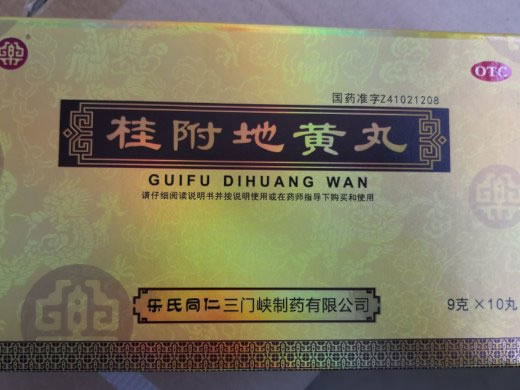 OTC
国药准字Z41021208
桂附地黄丸
GUIFU DIHUANG WAN
请仔细阅读说明书并按说明使用或在药师指导下购买和使用
乐氏同仁三门峡制药有限公司
9克×10丸